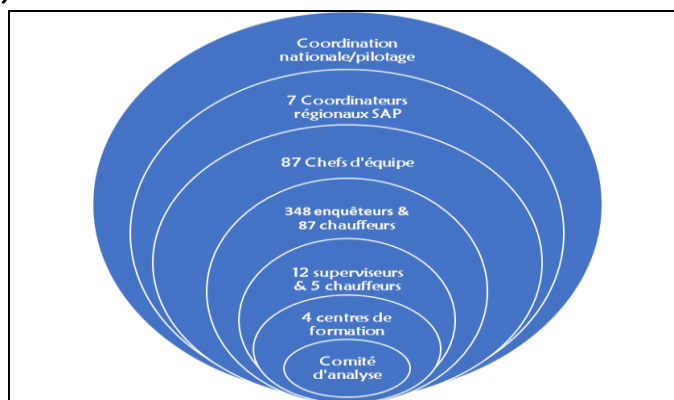 Coordination
nationale/pilotage
7 Coordinateurs
régionaux SAP
87 Chefs d'équipe
348 enquêteurs &
87 chauffeurs
12 superviseurs
& 5 chauffeurs
4 centres de
formation
Comité
d'analyse